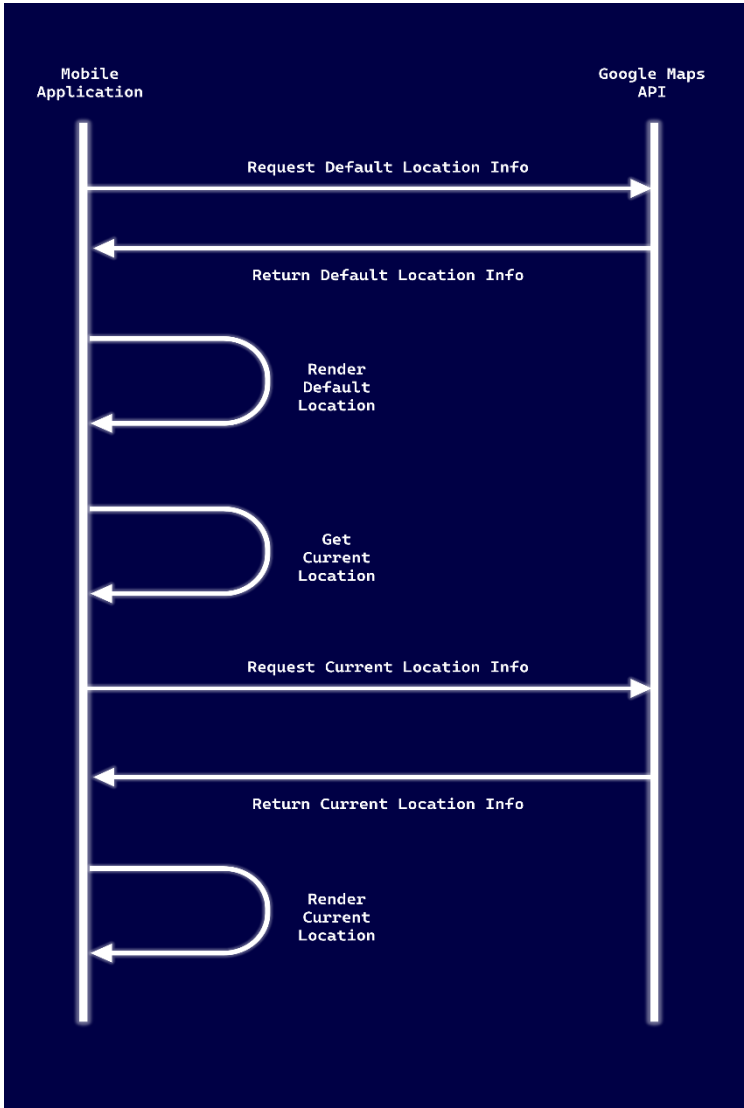 Mobile
Application
Google Maps
API
Request Default Location Info
Return Default Location Info
Render
Default
Location
Get
Current
Location
Request Current Location Info
Return Current Location Info
Render
Current
Location